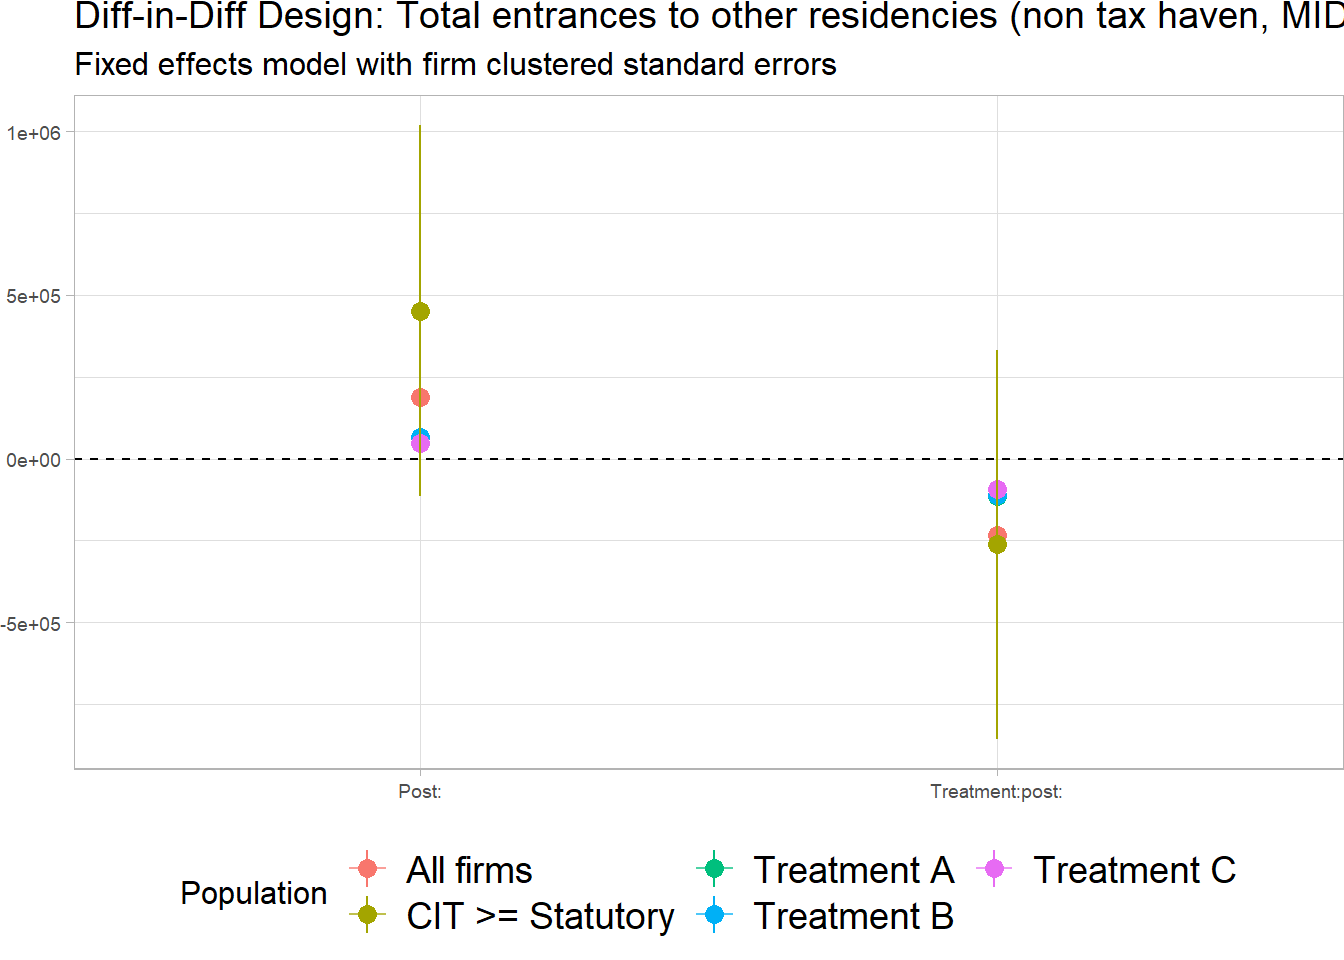 Diff-in-Diff Design: Total entrances to other residencies (non tax haven, MID
Fixed effects model with firm clustered standard errors
1e+06
5e+05
0e+00
-5e+05
Post:
Treatment:post:
Population
All firms
Treatment A
Treatment C
CIT >= Statutory
Treatment B